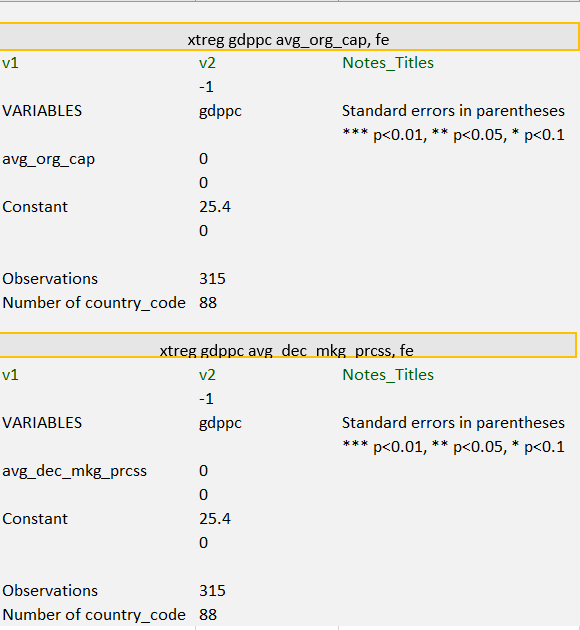 xtreg gdppc avg_org_cap, fe
v1 v2 Notes_Titles
-1
VARIABLES gdppc Standard errors in parentheses
*** p<0.01, ** p<0.05, * p<0.1
avg_org_cap 0
0
Constant 25.4
0
Observations 315
Number of country_code 88
xtreg gdppc avg_dec_mkg_prcss, fe
v1 v2 Notes_Titles
-1
VARIABLES gdppc Standard errors in parentheses
*** p<0.01, ** p<0.05, * p<0.1
avg_dec_mkg_prcss 0
0
Constant 25.4
0
Observations 315
Number of country_code 88